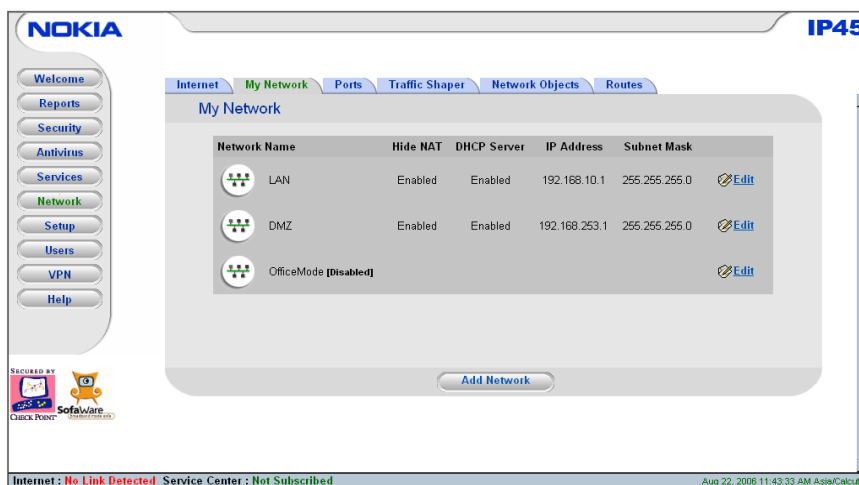 NOKIA
IP45
Welcome
Reports
Security
Antivirus
Services
Network
Setup
Users
VPN
Help
Internet My Network Ports Traffic Shaper Network Objects Routes
My Network
Network Name Hide NAT DHCP Server IP Address Subnet Mask
LAN Enabled Enabled 192.168.10.1 255.255.255.0 Edit
DMZ Enabled Enabled 192.168.253.1 255.255.255.0 Edit
OfficeMode [Disabled] Edit
Add Network
SECURED BY
CHECK POINT
SofaWare
Internet : No Link Detected Service Center : Not Subscribed
Aug 22, 2006 11:43:33 AM Asia/Calcut